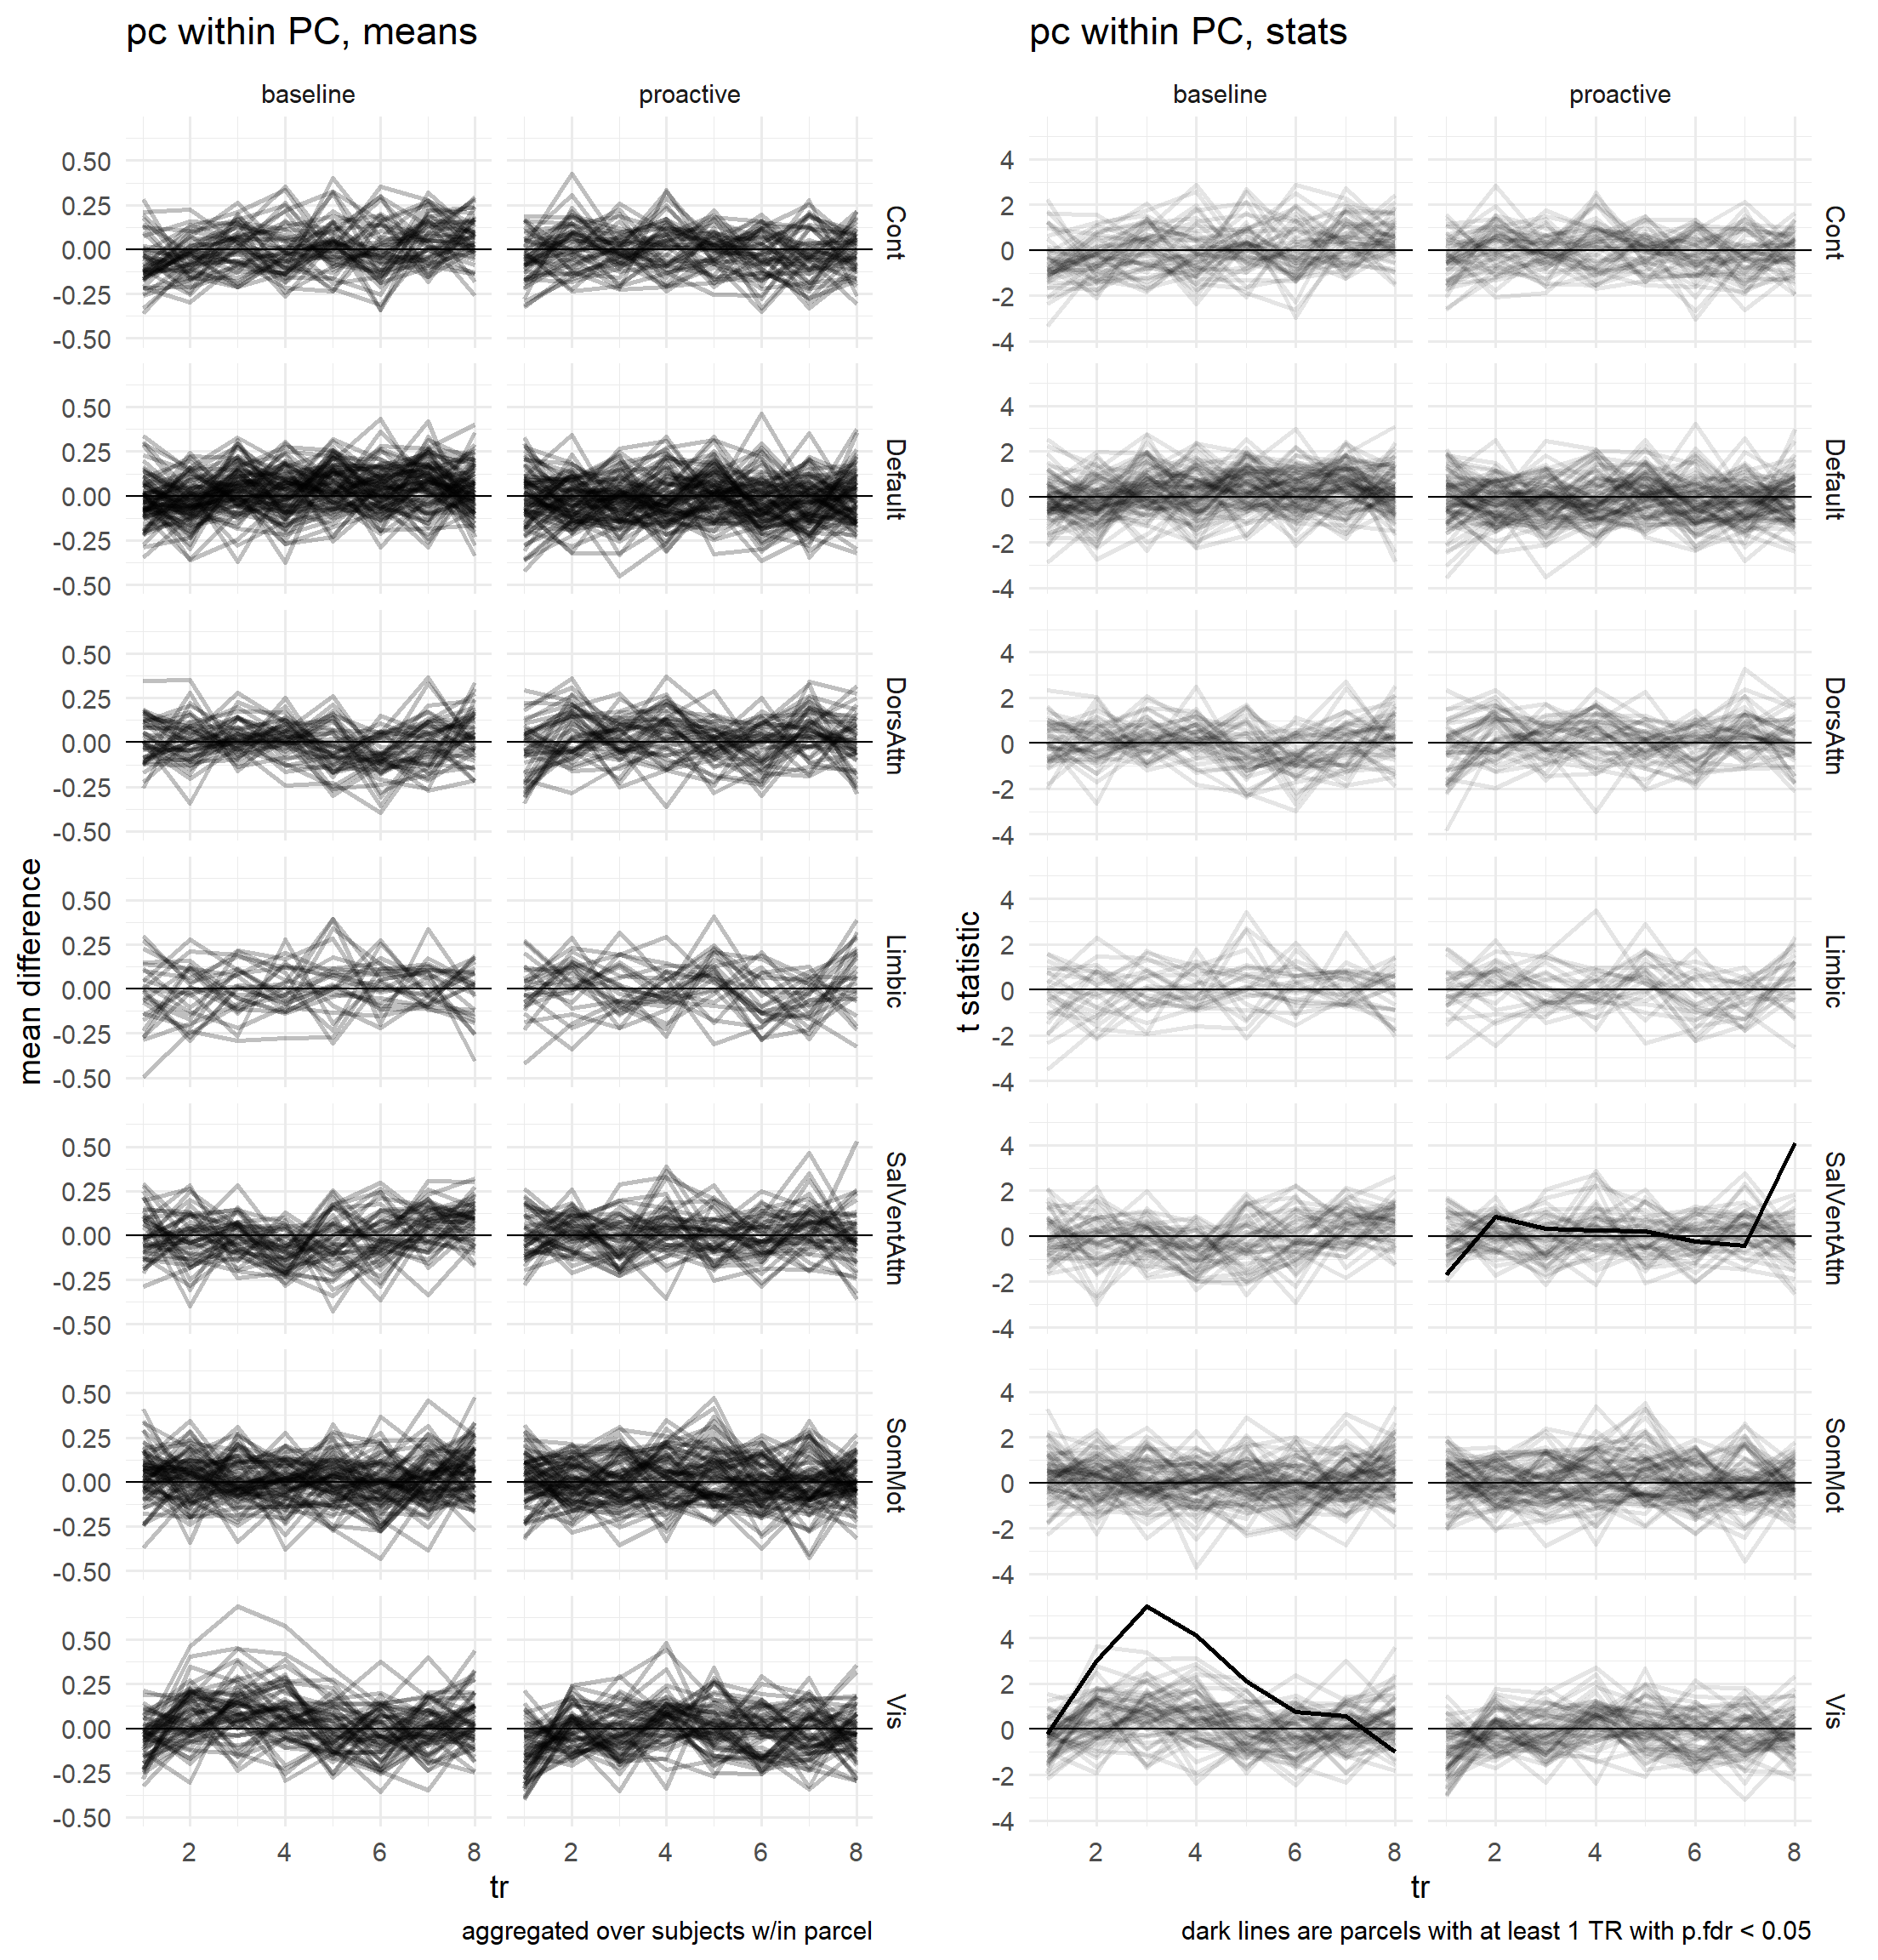 pc within PC, means
baseline
proactive
0.50
0.25
0.00
-0.25
-0.50
Cont
0.50
0.25
0.00
-0.25
-0.50
Default
0.50
0.25
0.00
-0.25
-0.50
DorsAttn
0.50
0.25
0.00
-0.25
-0.50
Limbic
0.50
0.25
0.00
-0.25
-0.50
SalVentAttn
0.50
0.25
0.00
-0.25
-0.50
SomMot
0.50
0.25
0.00
-0.25
-0.50
Vis
mean difference
2 4 6 8 2 4 6 8
tr
aggregated over subjects w/in parcel
pc within PC, stats
baseline
proactive
4
2
0
-2
-4
Cont
4
2
0
-2
-4
Default
4
2
0
-2
-4
DorsAttn
4
2
0
-2
-4
Limbic
4
2
0
-2
-4
SalVentAttn
4
2
0
-2
-4
SomMot
4
2
0
-2
-4
Vis
t statistic
2 4 6 8 2 4 6 8
tr
dark lines are parcels with at least 1 TR with p.fdr < 0.05